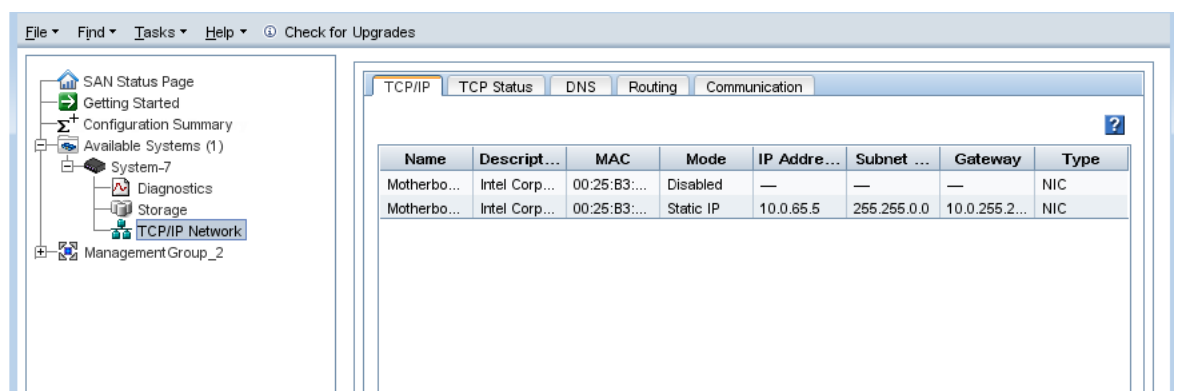 File Find Tasks Help Check for Upgrades
SAN Status Page
Getting Started
Configuration Summary
Available Systems (1)
System-7
Diagnostics
Storage
TCP/IP Network
ManagementGroup_2
TCP/IP TCP Status DNS Routing Communication
?
Name Descript... MAC Mode IP Addre... Subnet ... Gateway Type
Motherbo... Intel Corp... 00:25:B3:... Disabled — — — NIC
Motherbo... Intel Corp... 00:25:B3:... Static IP 10.0.65.5 255.255.0.0 10.0.255.2... NIC